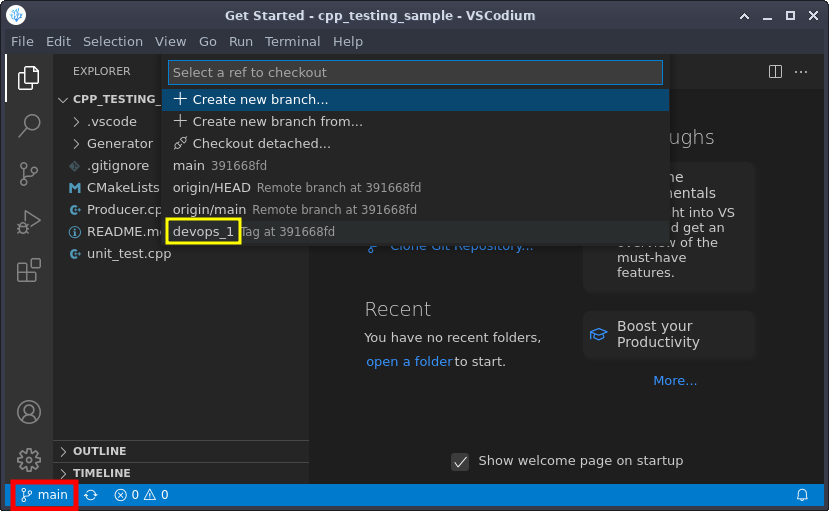 Get Started - cpp_testing_sample - VSCodium
File Edit Selection View Go Run Terminal Help
EXPLORER
CPP_TESTING_
.vscode
Generator
.gitignore
CMakeLists
Producer.cp
README.m
unit_test.cpp
OUTLINE
TIMELINE
Select a ref to checkout
Create new branch...
Create new branch from...
Checkout detached...
main 391668fd
origin/HEAD Remote branch at 391668fd
origin/main Remote branch at 391668fd
devops_1 Tag at 391668fd
Clone Git Repository...
Recent
You have no recent folders,
open a folder to start.
ughs
ne
nentals
ght into VS
d get an
overview of the
must-have
features.
Boost your
Productivity
More...
Show welcome page on startup
main 0 0